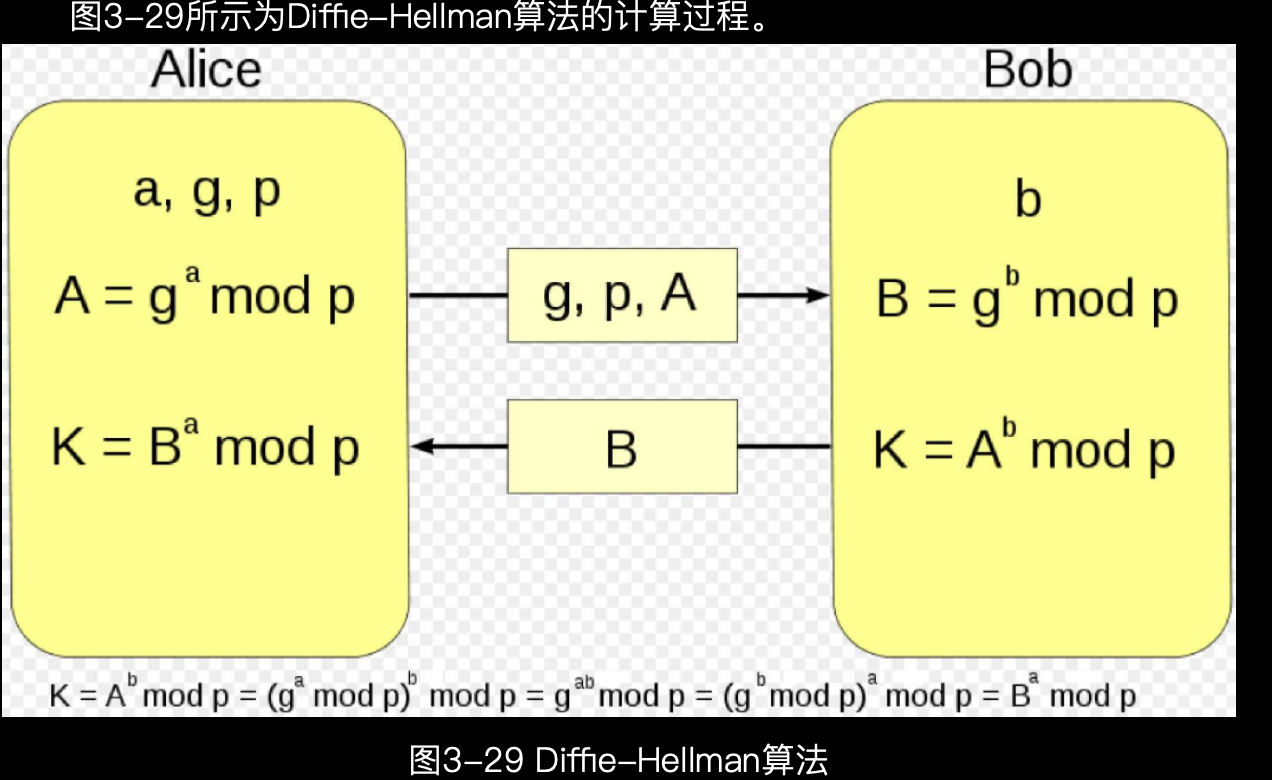 图3-29所示为Diffie-Hellman算法的计算过程。
Alice
Bob
a, g, p
b
A = g^a mod p
g, p, A
B = g^b mod p
K = B^a mod p
B
K = A^b mod p
K = A^b mod p = (g^a mod p)^b mod p = g^ab mod p = (g^b mod p)^a mod p = B^a mod p
图3-29 Diffie-Hellman算法